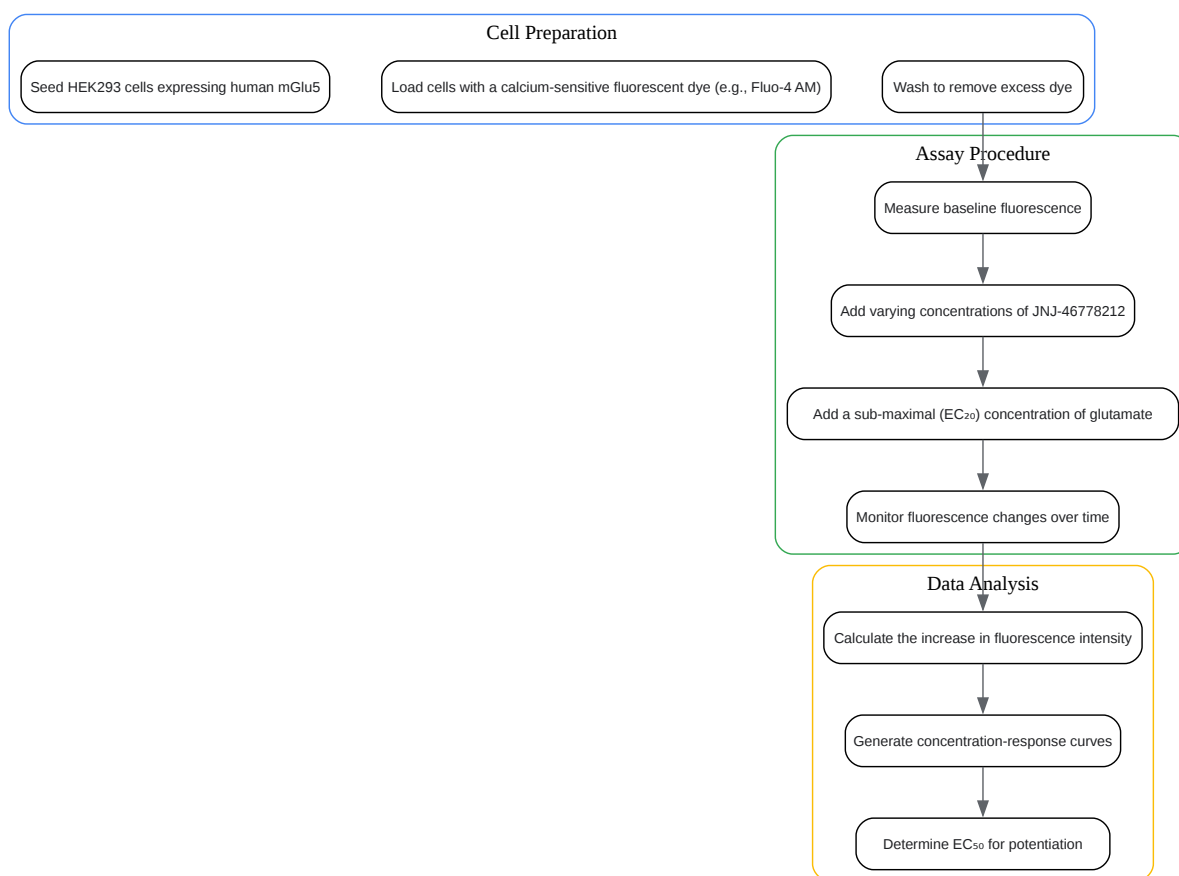 Cell Preparation
Seed HEK293 cells expressing human mGlu5
Load cells with a calcium-sensitive fluorescent dye (e.g., Fluo-4 AM)
Wash to remove excess dye
Assay Procedure
Measure baseline fluorescence
Add varying concentrations of JNJ-46778212
Add a sub-maximal (EC₂₀) concentration of glutamate
Monitor fluorescence changes over time
Data Analysis
Calculate the increase in fluorescence intensity
Generate concentration-response curves
Determine EC₅₀ for potentiation